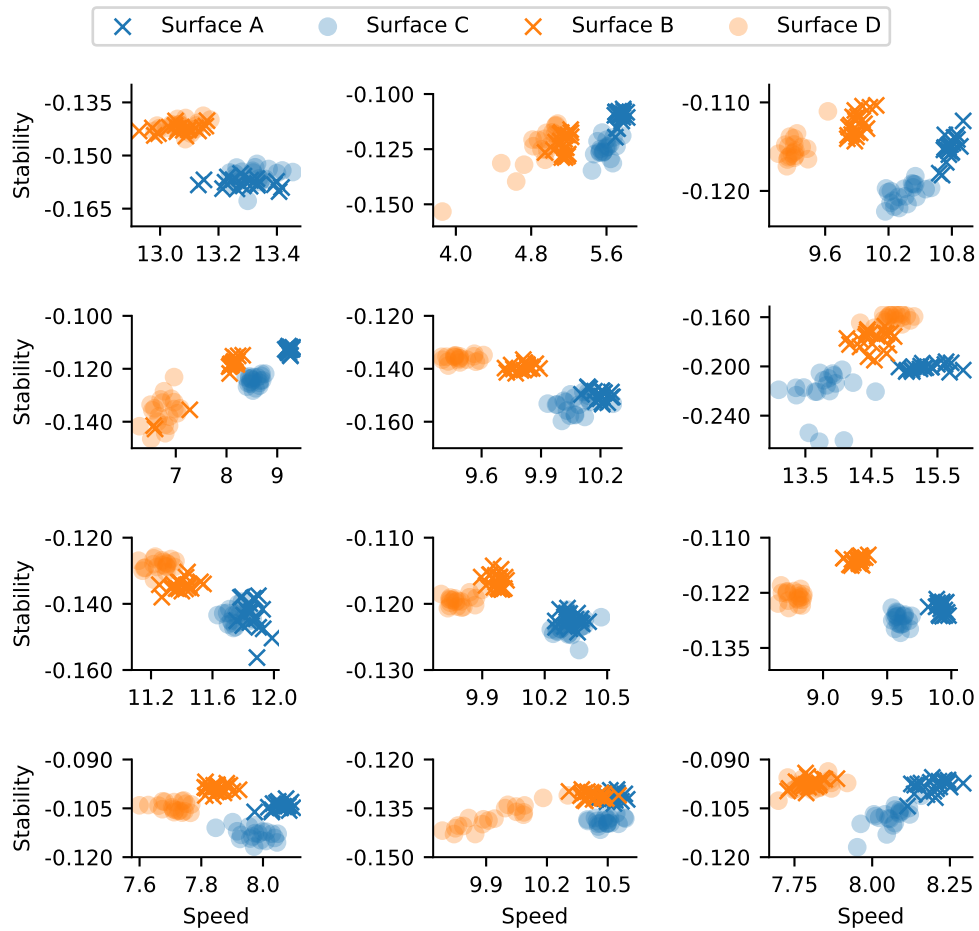 Surface A Surface C Surface B Surface D
Stability
-0.135
-0.150
-0.165
13.0 13.2 13.4
-0.100
-0.125
-0.150
4.0 4.8 5.6
-0.110
-0.120
9.6 10.2 10.8
Stability
-0.100
-0.120
-0.140
7 8 9
-0.120
-0.140
-0.160
9.6 9.9 10.2
-0.160
-0.200
-0.240
13.5 14.5 15.5
Stability
-0.120
-0.140
-0.160
11.2 11.6 12.0
-0.110
-0.120
-0.130
9.9 10.2 10.5
-0.110
-0.122
-0.135
9.0 9.5 10.0
Stability
-0.090
-0.105
-0.120
7.6 7.8 8.0
Speed
-0.120
-0.135
-0.150
9.9 10.2 10.5
Speed
-0.090
-0.105
-0.120
7.75 8.00 8.25
Speed